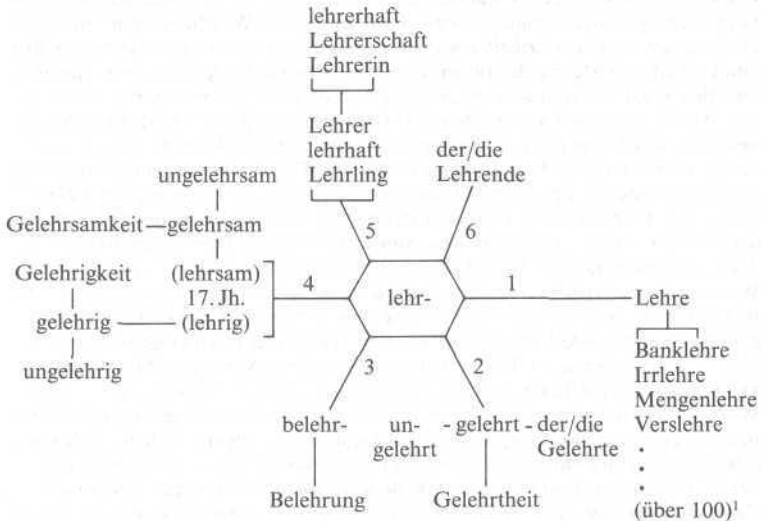 lehrerhaft
Lehrerschaft
Lehrerin
Lehrer
lehrhaft
Lehrling
der/die
Lehrende
ungelehrsam
Gelehrsamkeit — gelehrsam
5
6
Gelehrigkeit
(lehrsam)
17. Jh.
4
lehr-
1
Lehre
gelehrig
(lehrig)
ungelehrig
3
2
Banklehre
Irrlehre
Mengenlehre
Verslehre
belehr-
un-
gelehrt
- gelehrt - der/die
Gelehrte
.
.
.
Belehrung
Gelehrtheit
(über 100)¹